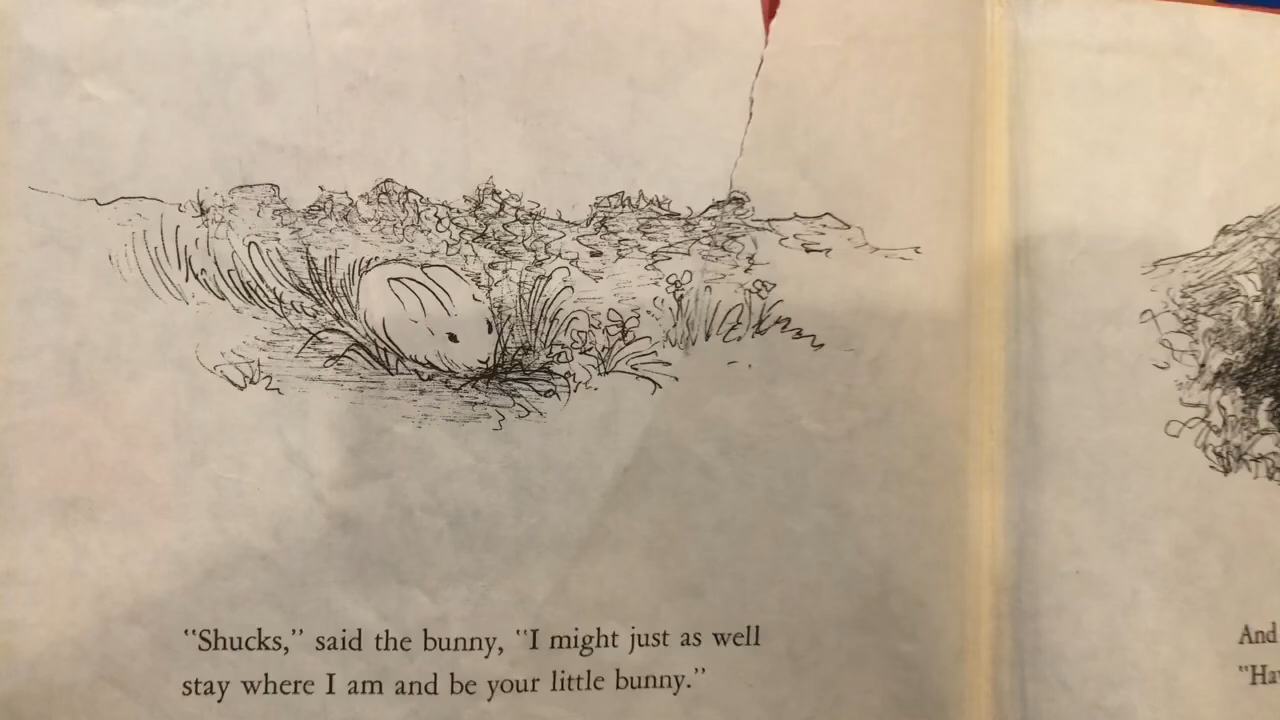 "Shucks," said the bunny, "I might just as well
stay where I am and be your little bunny."
And